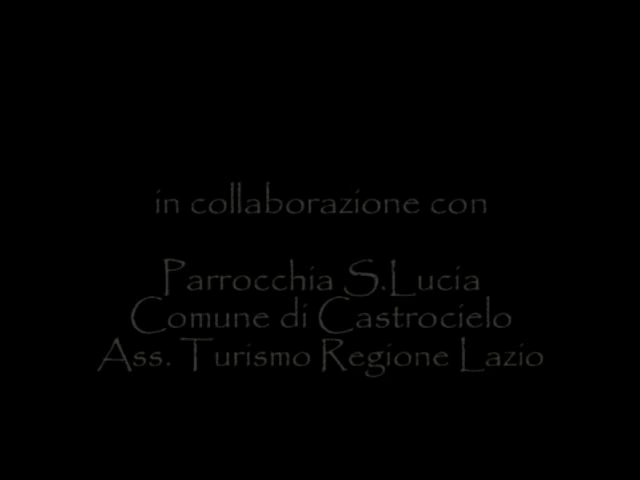 in collaborazione con
Parrocchia S.Lucia
Comune di Castrocielo
Ass. Turismo Regione Lazio